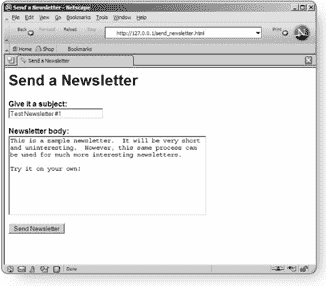 Send a Newsletter - Netscape
File Edit View Go Bookmarks Tools Window Help
Back Forward Reload Stop http://127.0.0.1/send_newsletter.html Print
Home Shop Bookmarks
Send a Newsletter
Send a Newsletter
Give it a subject:
Test Newsletter #1
Newsletter body:
This is a sample newsletter. It will be very short
and uninteresting. However, this same process can
be used for much more interesting newsletters.
Try it on your own!
Send Newsletter
Done